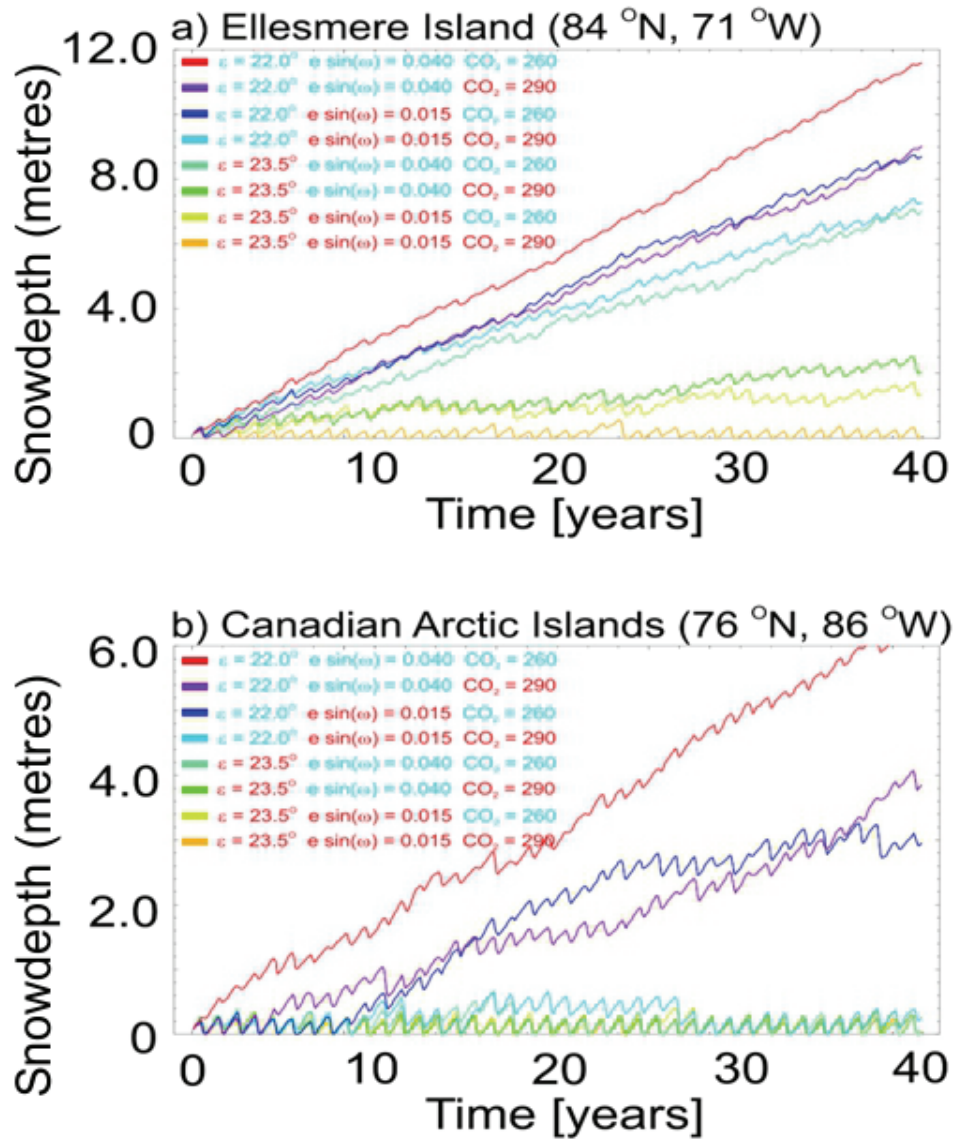 a) Ellesmere Island (84 °N, 71 °W)
12.0
8.0
4.0
0
Snowdepth (metres)
ε = 22.0° e sin(ω) = 0.040 CO₂ = 260
ε = 22.0° e sin(ω) = 0.040 CO₂ = 290
ε = 22.0° e sin(ω) = 0.015 CO₂ = 260
ε = 22.0° e sin(ω) = 0.015 CO₂ = 290
ε = 23.5° e sin(ω) = 0.040 CO₂ = 260
ε = 23.5° e sin(ω) = 0.040 CO₂ = 290
ε = 23.5° e sin(ω) = 0.015 CO₂ = 260
ε = 23.5° e sin(ω) = 0.015 CO₂ = 290
0 10 20 30 40
Time [years]
b) Canadian Arctic Islands (76 °N, 86 °W)
6.0
4.0
2.0
0
Snowdepth (metres)
ε = 22.0° e sin(ω) = 0.040 CO₂ = 260
ε = 22.0° e sin(ω) = 0.040 CO₂ = 290
ε = 22.0° e sin(ω) = 0.015 CO₂ = 260
ε = 22.0° e sin(ω) = 0.015 CO₂ = 290
ε = 23.5° e sin(ω) = 0.040 CO₂ = 260
ε = 23.5° e sin(ω) = 0.040 CO₂ = 290
ε = 23.5° e sin(ω) = 0.015 CO₂ = 260
ε = 23.5° e sin(ω) = 0.015 CO₂ = 290
0 10 20 30 40
Time [years]